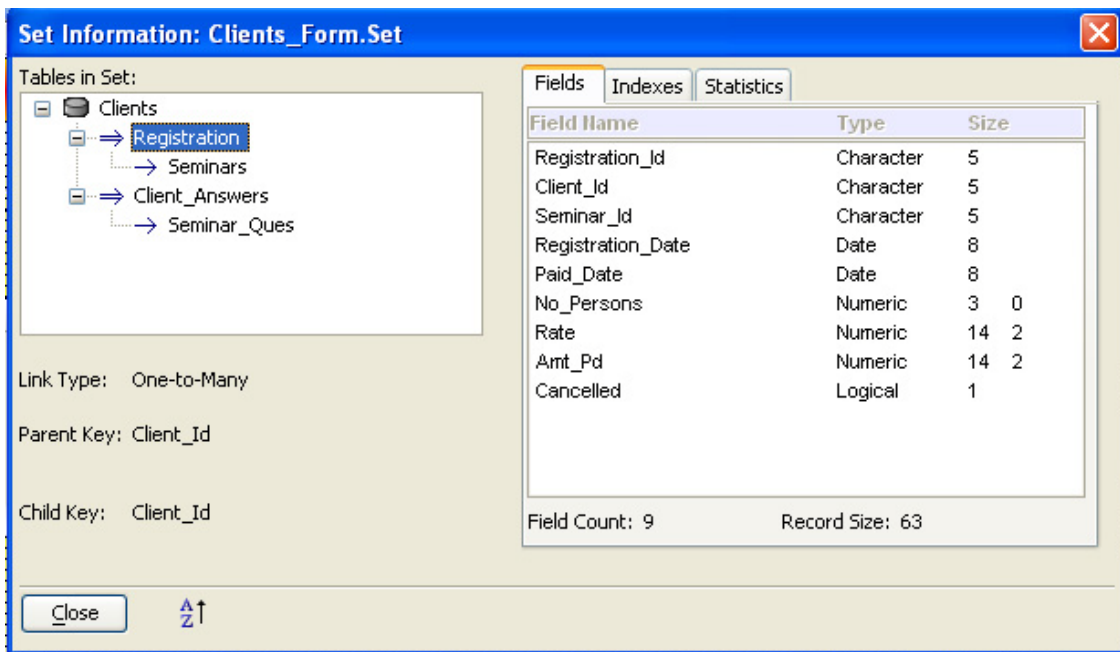 Set Information: Clients_Form.Set
Tables in Set:
Clients
Registration
Seminars
Client_Answers
Seminar_Ques
Link Type: One-to-Many
Parent Key: Client_Id
Child Key: Client_Id
Fields Indexes Statistics
Field Name Type Size
Registration_Id Character 5
Client_Id Character 5
Seminar_Id Character 5
Registration_Date Date 8
Paid_Date Date 8
No_Persons Numeric 3 0
Rate Numeric 14 2
Amt_Pd Numeric 14 2
Cancelled Logical 1
Field Count: 9 Record Size: 63
Close
A
Z